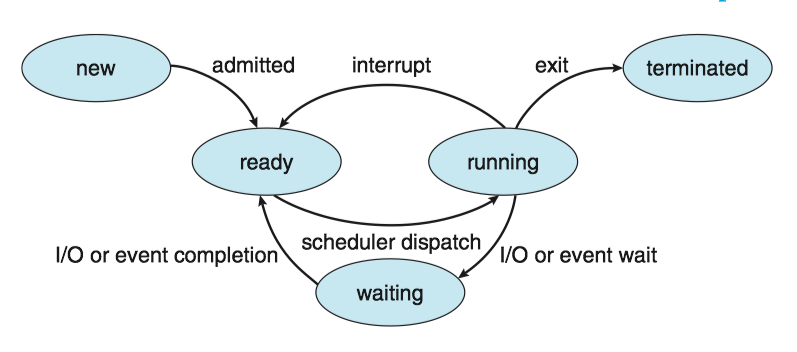 new
admitted
interrupt
exit
terminated
ready
running
I/O or event completion
scheduler dispatch
I/O or event wait
waiting